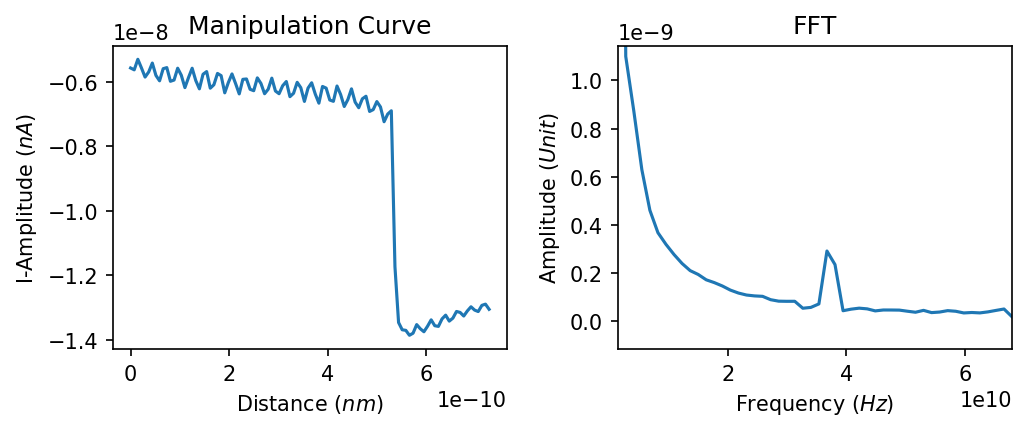 Manipulation Curve
1e−8
−0.6
−0.8
−1.0
−1.2
−1.4
I-Amplitude (nA)
0 2 4 6
1e−10
Distance (nm)
FFT
1e−9
1.0
0.8
0.6
0.4
0.2
0.0
Amplitude (Unit)
2 4 6
1e10
Frequency (Hz)